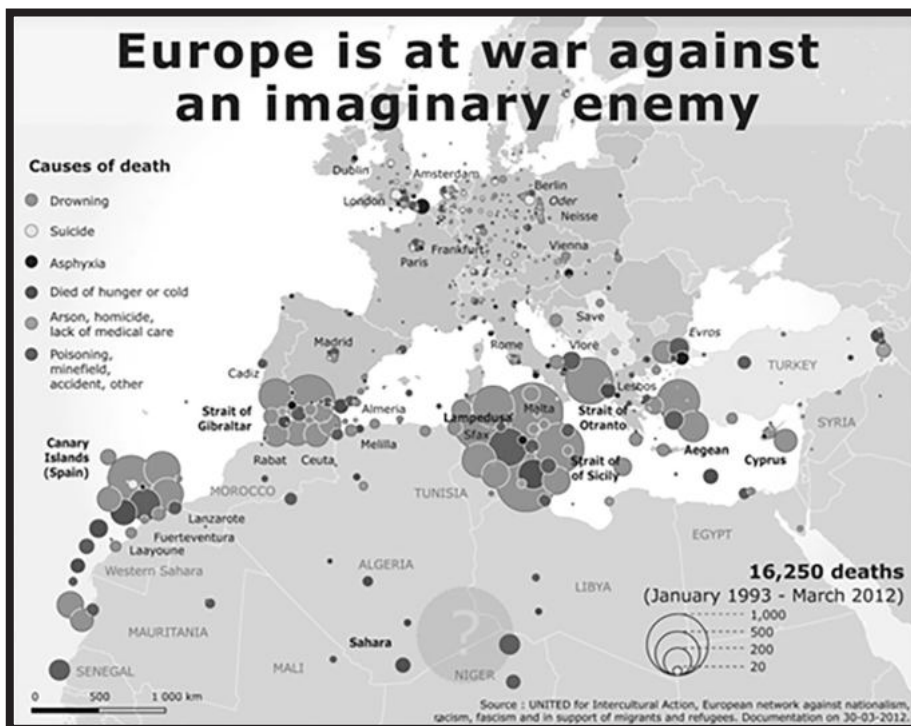 Europe is at war against
an imaginary enemy
Causes of death
Drowning
Suicide
Asphyxia
Died of hunger or cold
Arson, homicide,
lack of medical care
Poisoning,
minefield,
accident, other
Dublin
Amsterdam
London
Berlin
Oder
Neisse
Frankfurt
Paris
Vienna
Save
Madrid
Rome
Vlorë
Evros
TURKEY
Cadiz
Lesbos
Strait of
Gibraltar
Almeria
Lampedusa
Malta
Strait of
Otranto
SYRIA
Sfax
Canary
Islands
(Spain)
Rabat
Ceuta
Melilla
Strait of
of Sicily
Aegean
Cyprus
MOROCCO
TUNISIA
Lanzarote
Fuerteventura
Laayoune
EGYPT
Western Sahara
ALGERIA
LIBYA
16,250 deaths
(January 1993 - March 2012)
1,000
500
200
20
MAURITANIA
Sahara
?
SENEGAL
MALI
NIGER
0 500 1 000 km
Source : UNITED for Intercultural Action, European network against nationalism,
racism, fascism and in support of migrants and refugees. Documentation on 30-03-2012.